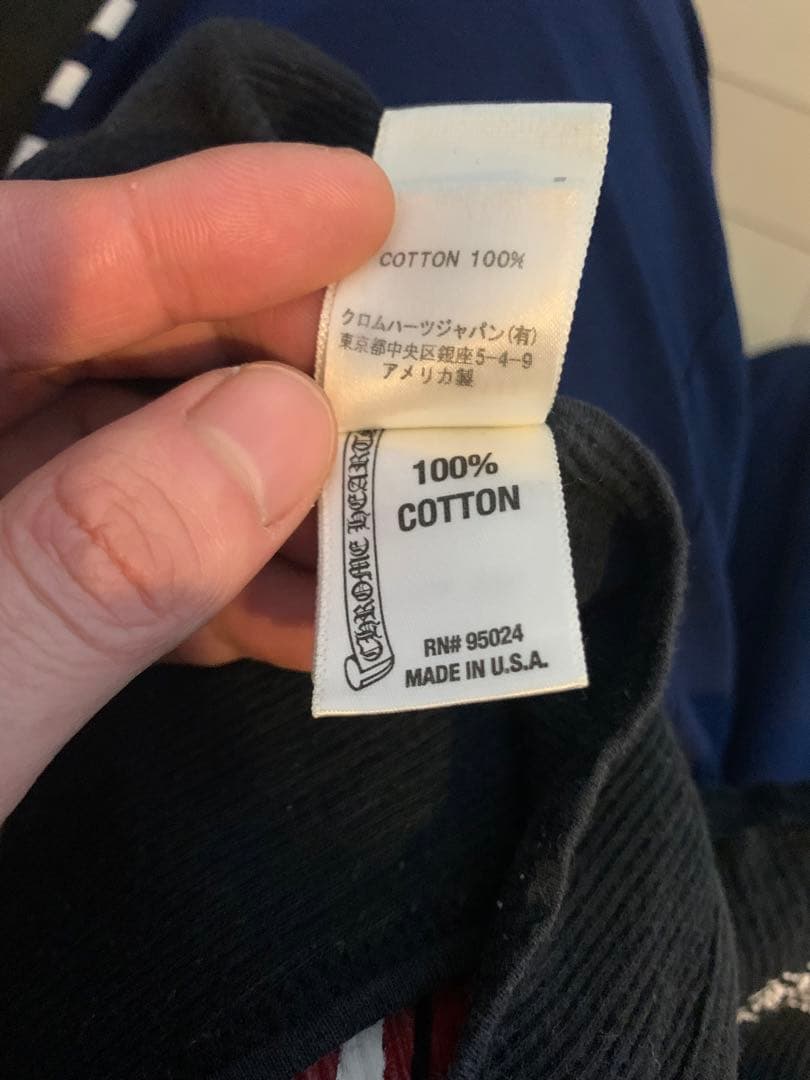 COTTON 100%
クロムハーツジャパン(有)
東京都中央区銀座5-4-9
アメリカ製
CHROME HEARTS
100%
COTTON
RN# 95024
MADE IN U.S.A.